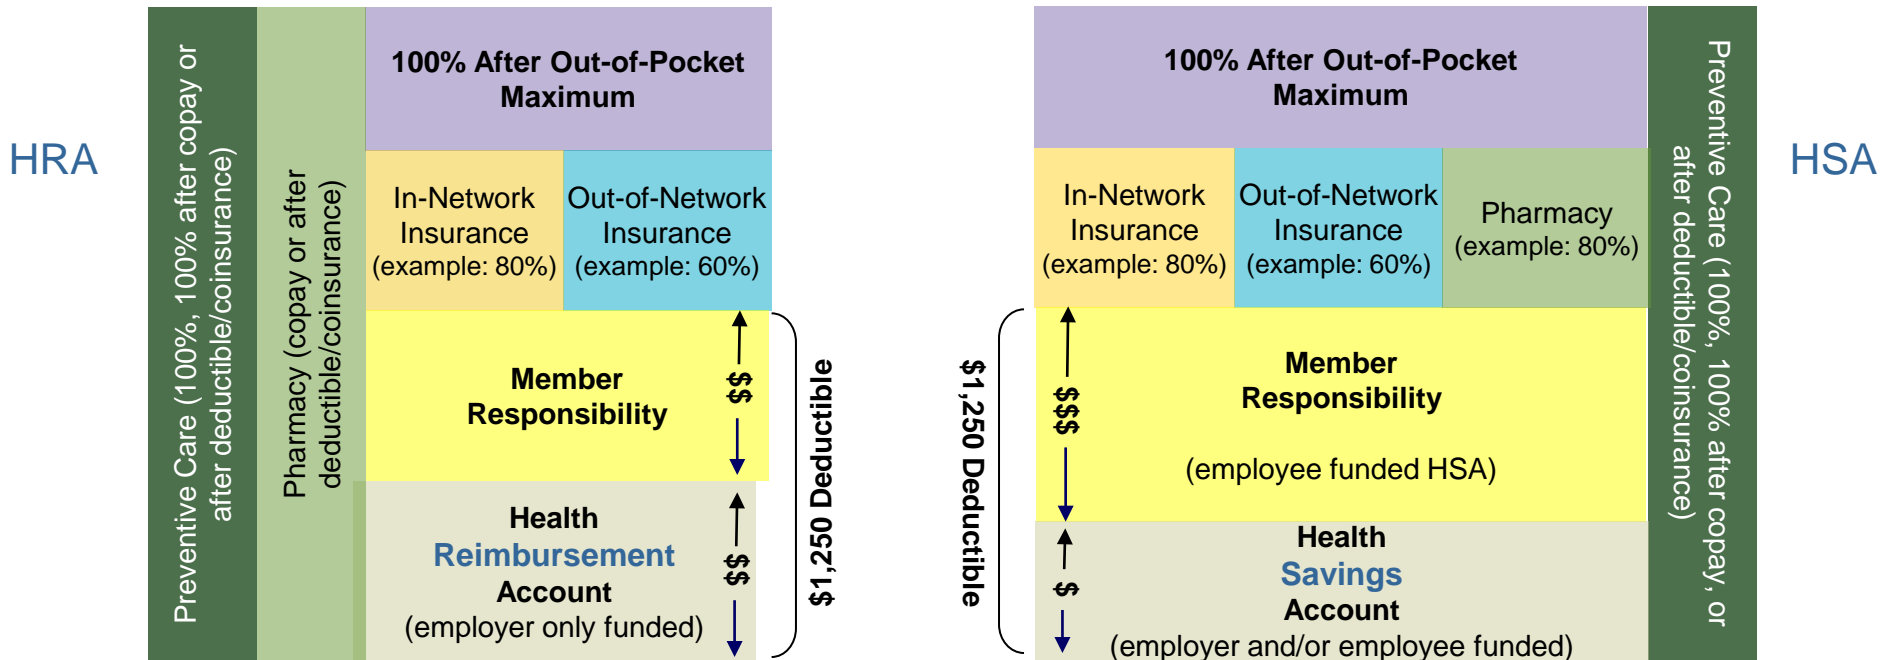 HRA
Preventive Care (100%, 100% after copay or
after deductible/coinsurance)
Pharmacy (copay or after
deductible/coinsurance)
100% After Out-of-Pocket
Maximum
In-Network
Insurance
(example: 80%)
Out-of-Network
Insurance
(example: 60%)
Member
Responsibility
$$
Health
Reimbursement
Account
(employer only funded)
$$
$1,250 Deductible
$1,250 Deductible
100% After Out-of-Pocket
Maximum
In-Network
Insurance
(example: 80%)
Out-of-Network
Insurance
(example: 60%)
Pharmacy
(example: 80%)
$$$
Member
Responsibility
(employee funded HSA)
$
Health
Savings
Account
(employer and/or employee funded)
Preventive Care (100%, 100% after copay, or
after deductible/coinsurance)
HSA